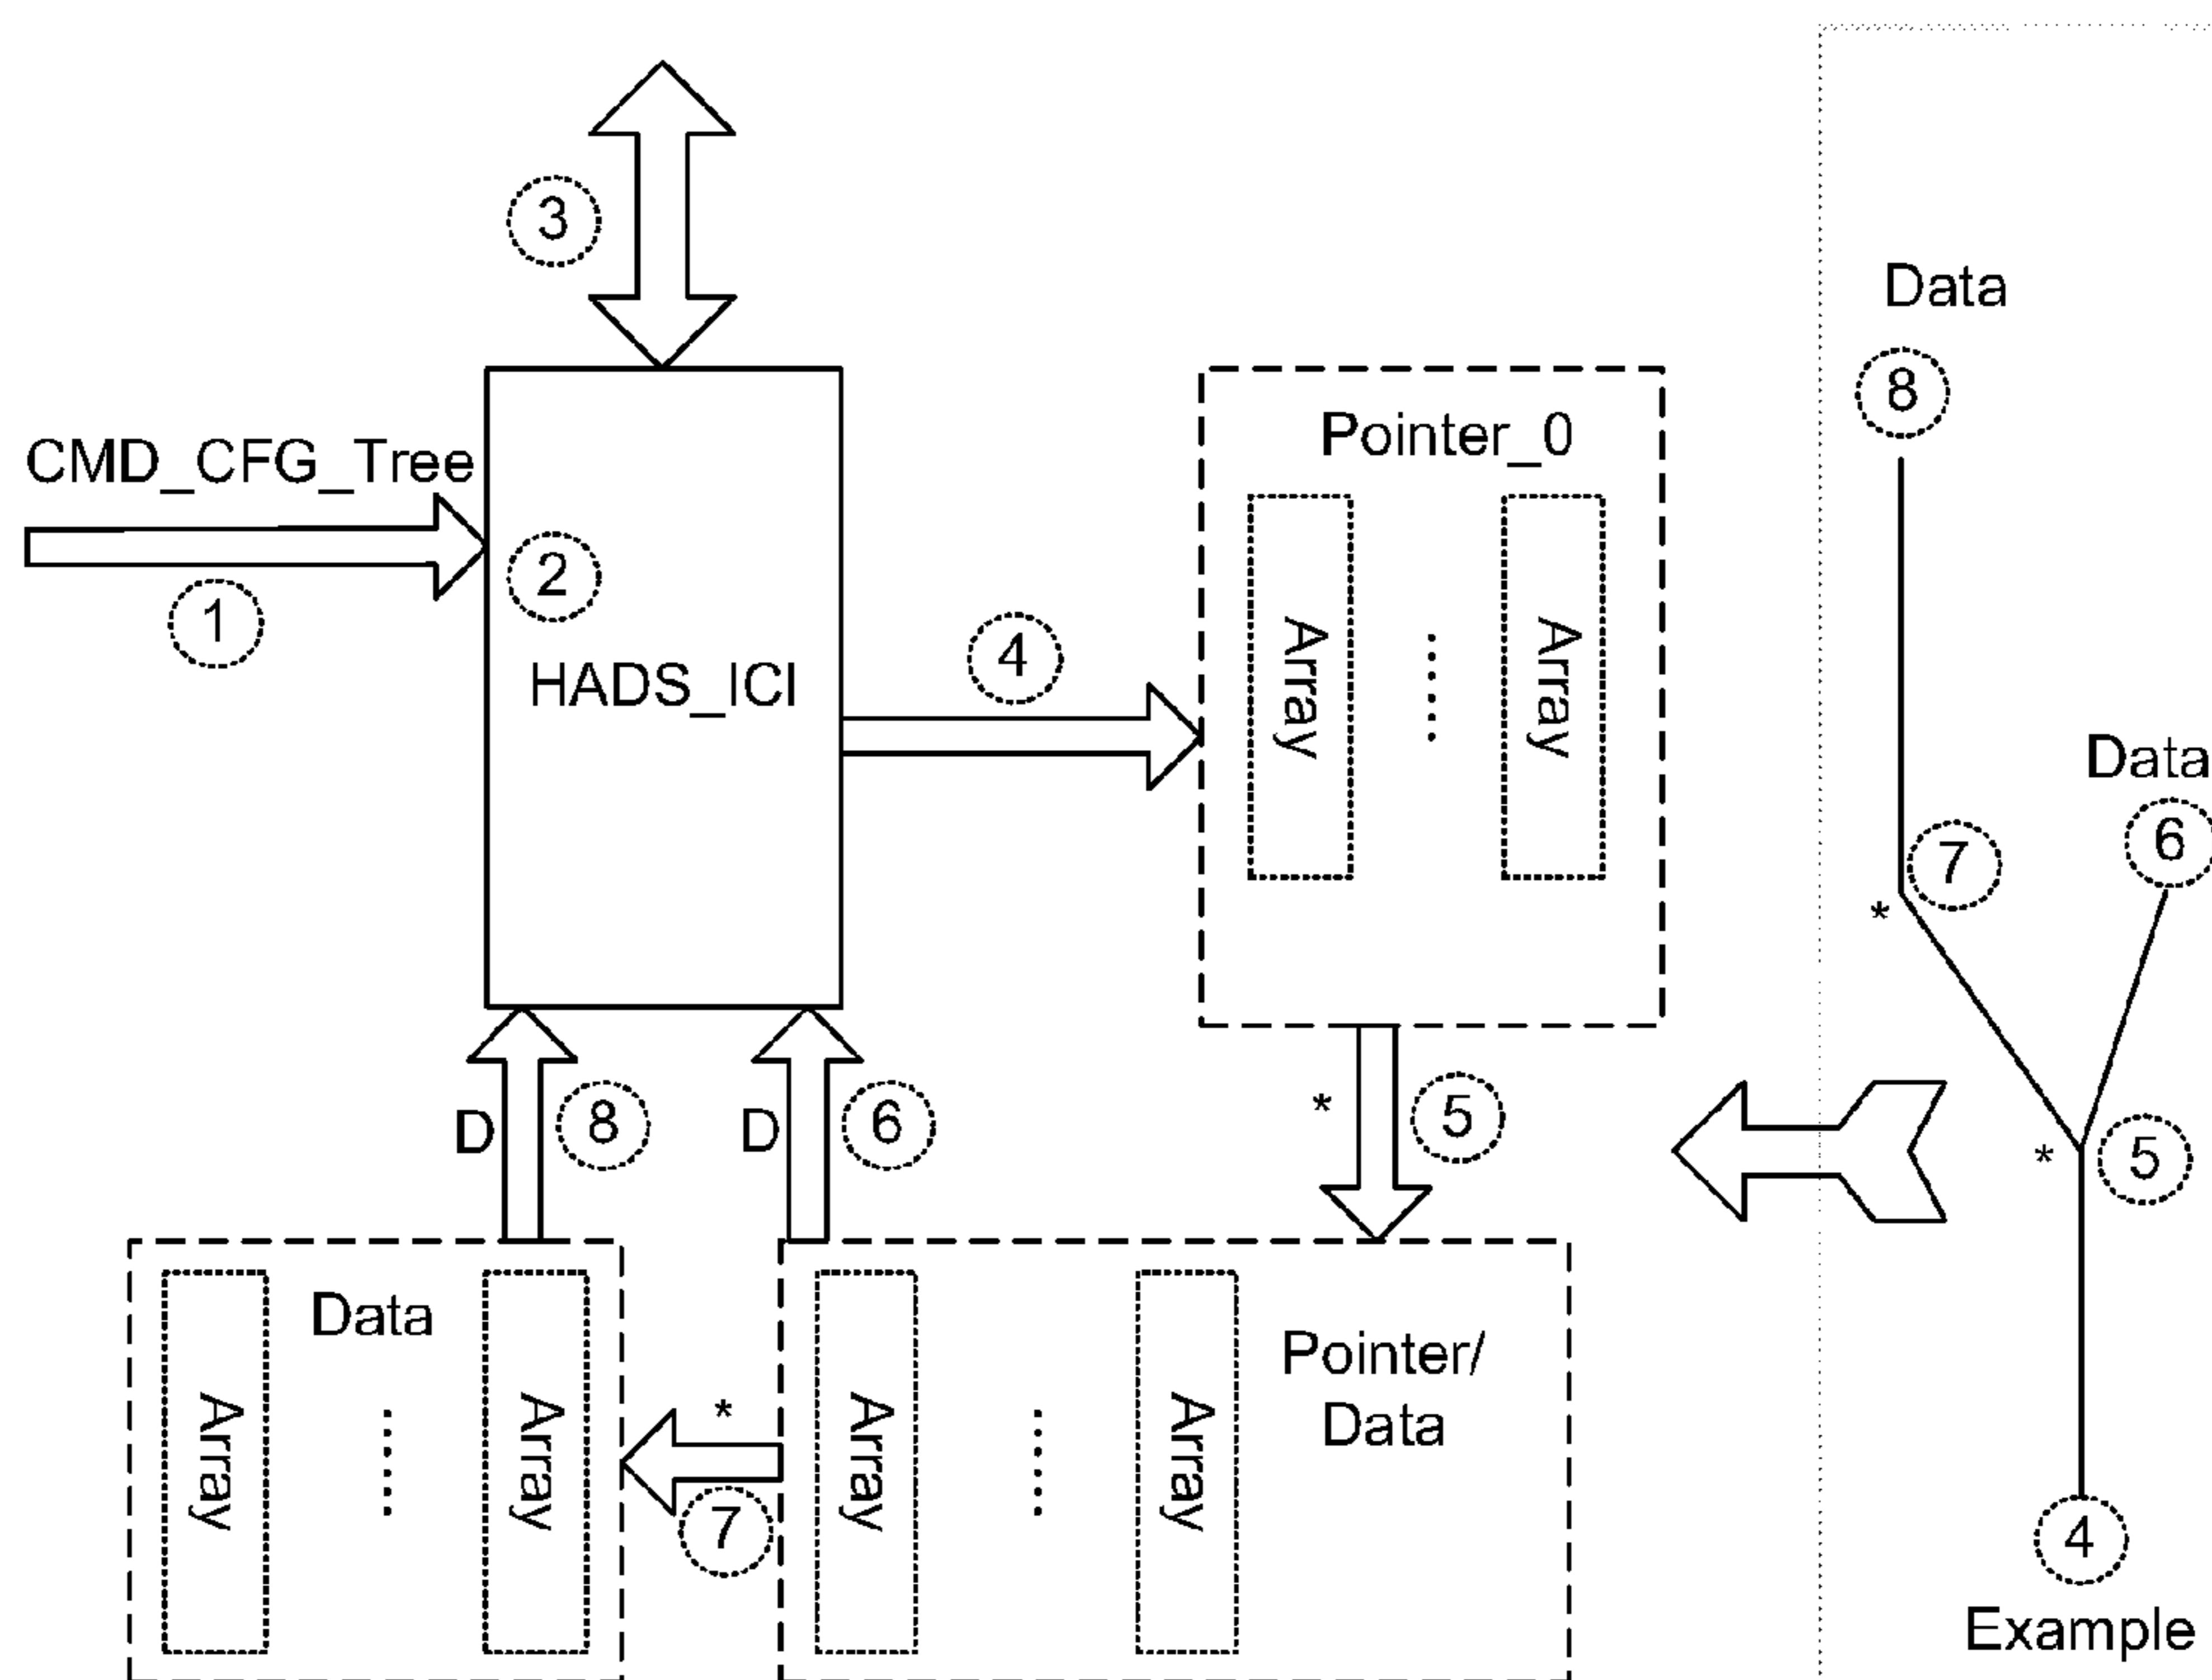 3
Data
8
CMD_CFG_Tree
1
2
HADS_ICI
4
Pointer_0
Array
Array
Data
6
7
*
D
8
D
6
*
5
*
5
Data
Array
Array
*
7
Array
Array
Pointer/
Data
4
Example